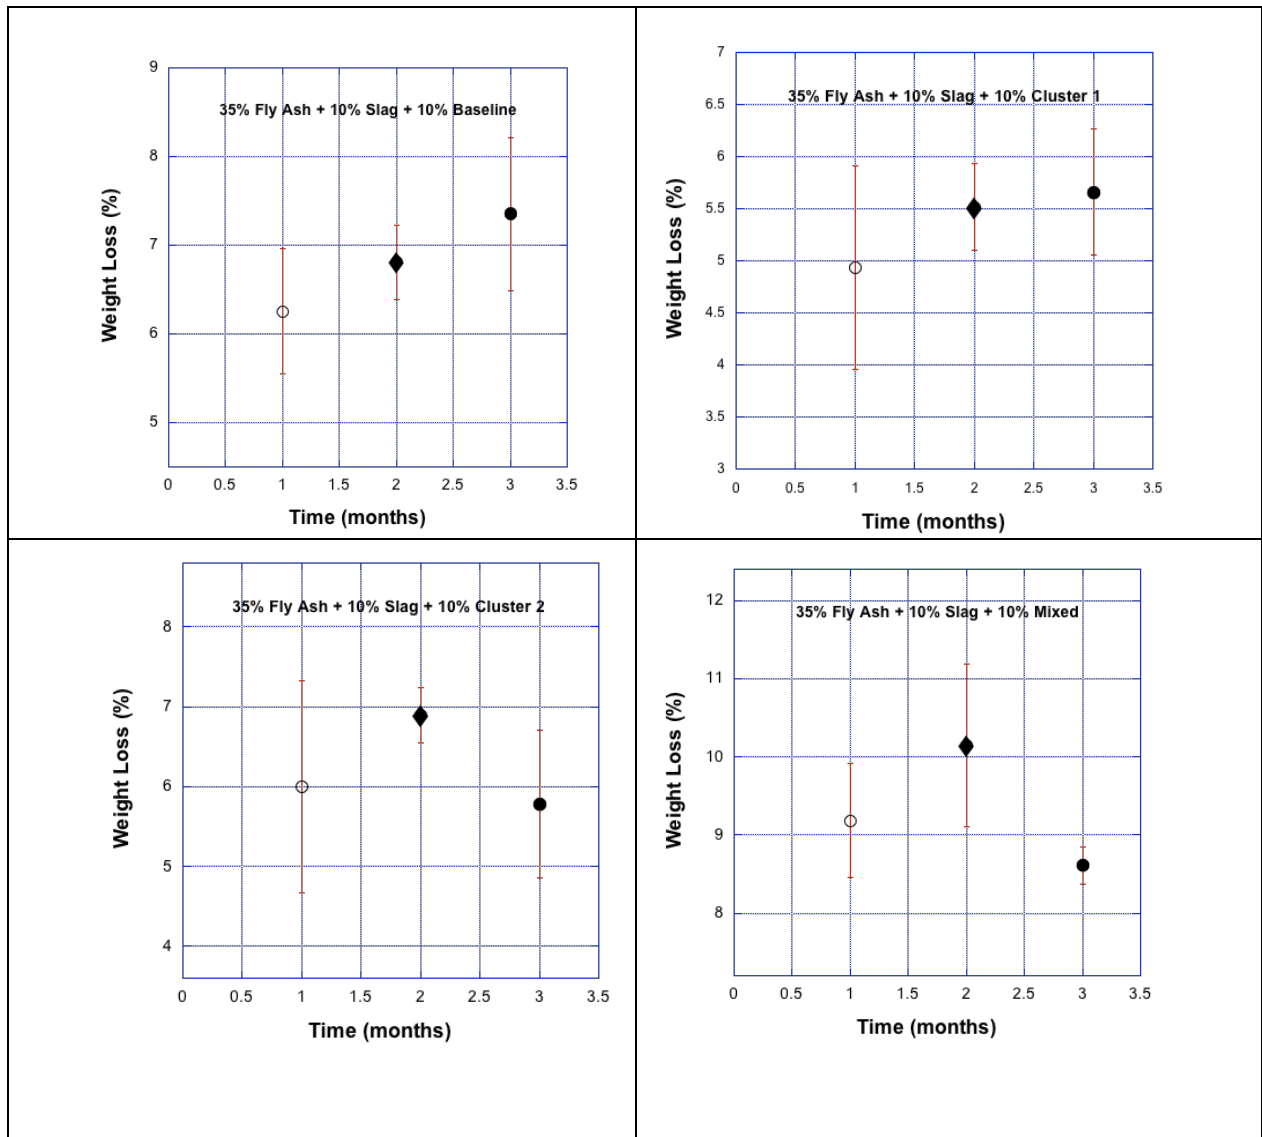 35% Fly Ash + 10% Slag + 10% Baseline
9
8
7
6
5
Weight Loss (%)
0 0.5 1 1.5 2 2.5 3 3.5
Time (months)
35% Fly Ash + 10% Slag + 10% Cluster 1
7
6.5
6
5.5
5
4.5
4
3.5
3
Weight Loss (%)
0 0.5 1 1.5 2 2.5 3 3.5
Time (months)
35% Fly Ash + 10% Slag + 10% Cluster 2
8
7
6
5
4
Weight Loss (%)
0 0.5 1 1.5 2 2.5 3 3.5
Time (months)
35% Fly Ash + 10% Slag + 10% Mixed
12
11
10
9
8
Weight Loss (%)
0 0.5 1 1.5 2 2.5 3 3.5
Time (months)